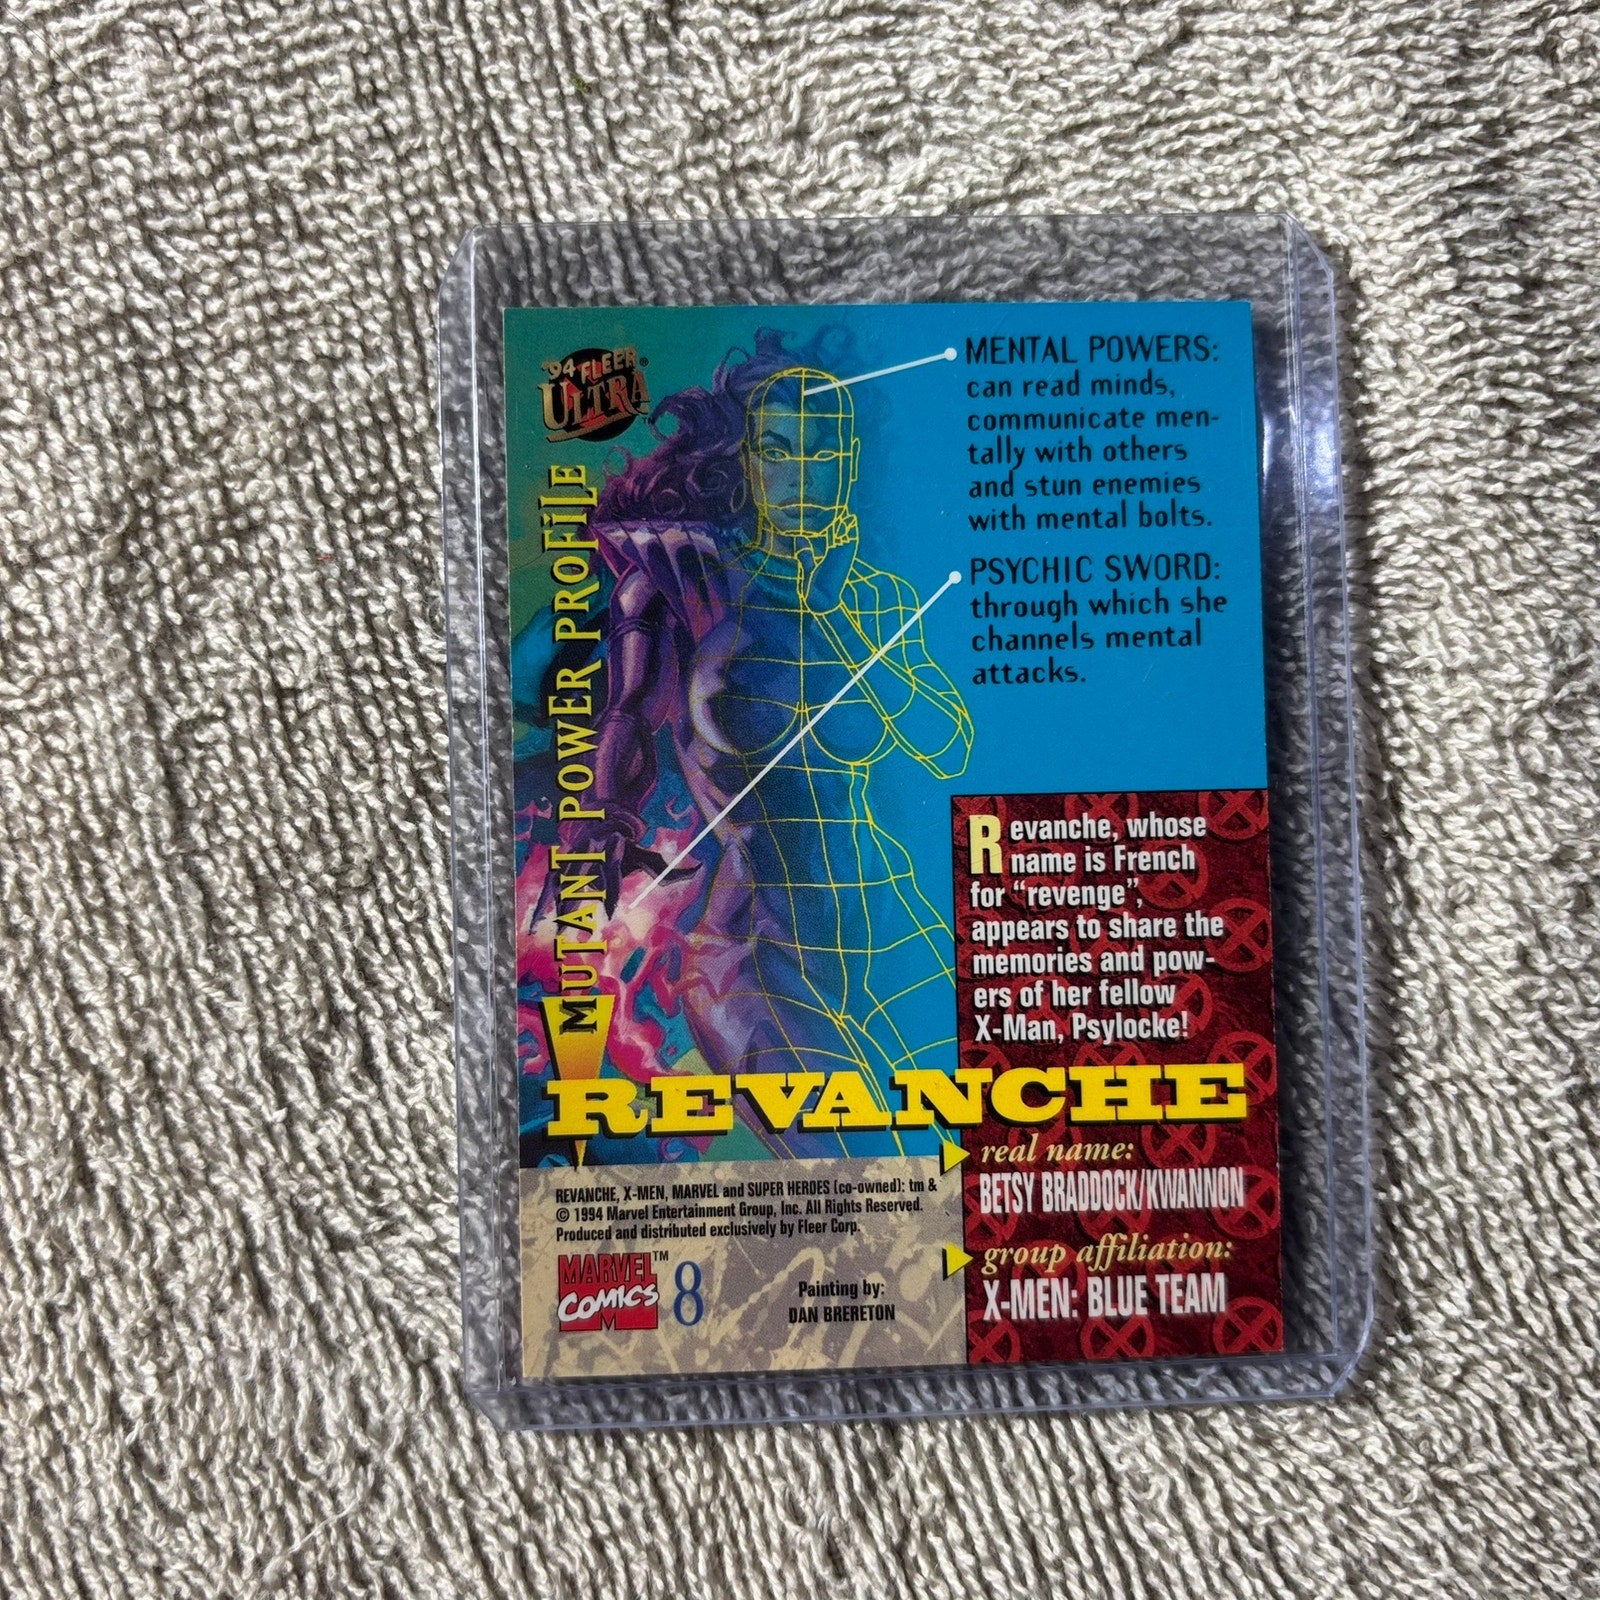 '94 FLEER®
ULTRA
MUTANT POWER PROFILE
MENTAL POWERS:
can read minds,
communicate men-
tally with others
and stun enemies
with mental bolts.
PSYCHIC SWORD:
through which she
channels mental
attacks.
Revanche, whose
name is French
for “revenge”,
appears to share the
memories and pow-
ers of her fellow
X-Man, Psylocke!
REVANCHE
real name:
BETSY BRADDOCK/KWANNON
group affiliation:
X-MEN: BLUE TEAM
REVANCHE, X-MEN, MARVEL and SUPER HEROES (co-owned): tm &
© 1994 Marvel Entertainment Group, Inc. All Rights Reserved.
Produced and distributed exclusively by Fleer Corp.
MARVEL™
COMICS
M
8
Painting by:
DAN BRERETON